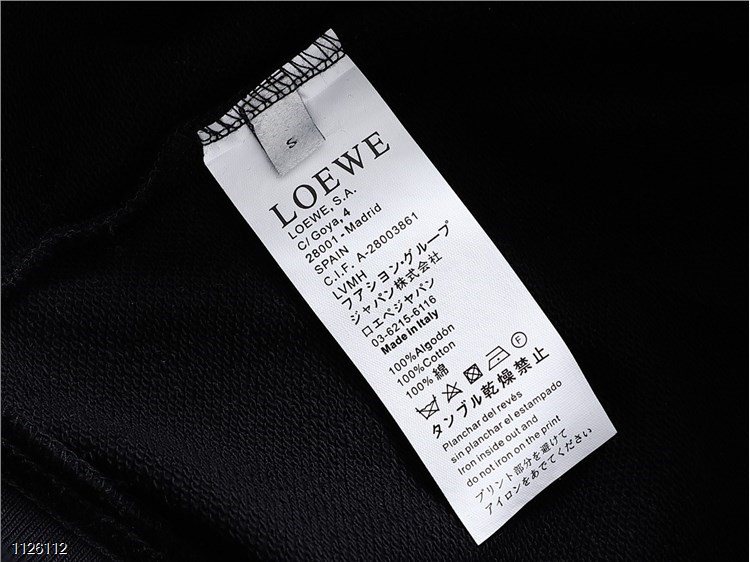 S
LOEWE
LOEWE, S.A.
C/ Goya, 4
28001 - Madrid
SPAIN
C.I.F. A-28003861
LVMH
フアシヨン・グループ
ジャパン株式会社
ロエベジャパン
03-6215-6116
Made in Italy
100%Algodón
100%Cotton
100% 綿
F
タンブル乾燥禁止
Planchar del revés
sin planchar el estampado
Iron inside out and
do not iron on the print
プリント部分を避けて
アイロンをあててください
1126112